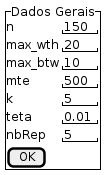 Dados Gerais
n 150
max_wth 20
max_btw 10
mte 500
k 5
teta 0.01
nbRep 5
OK